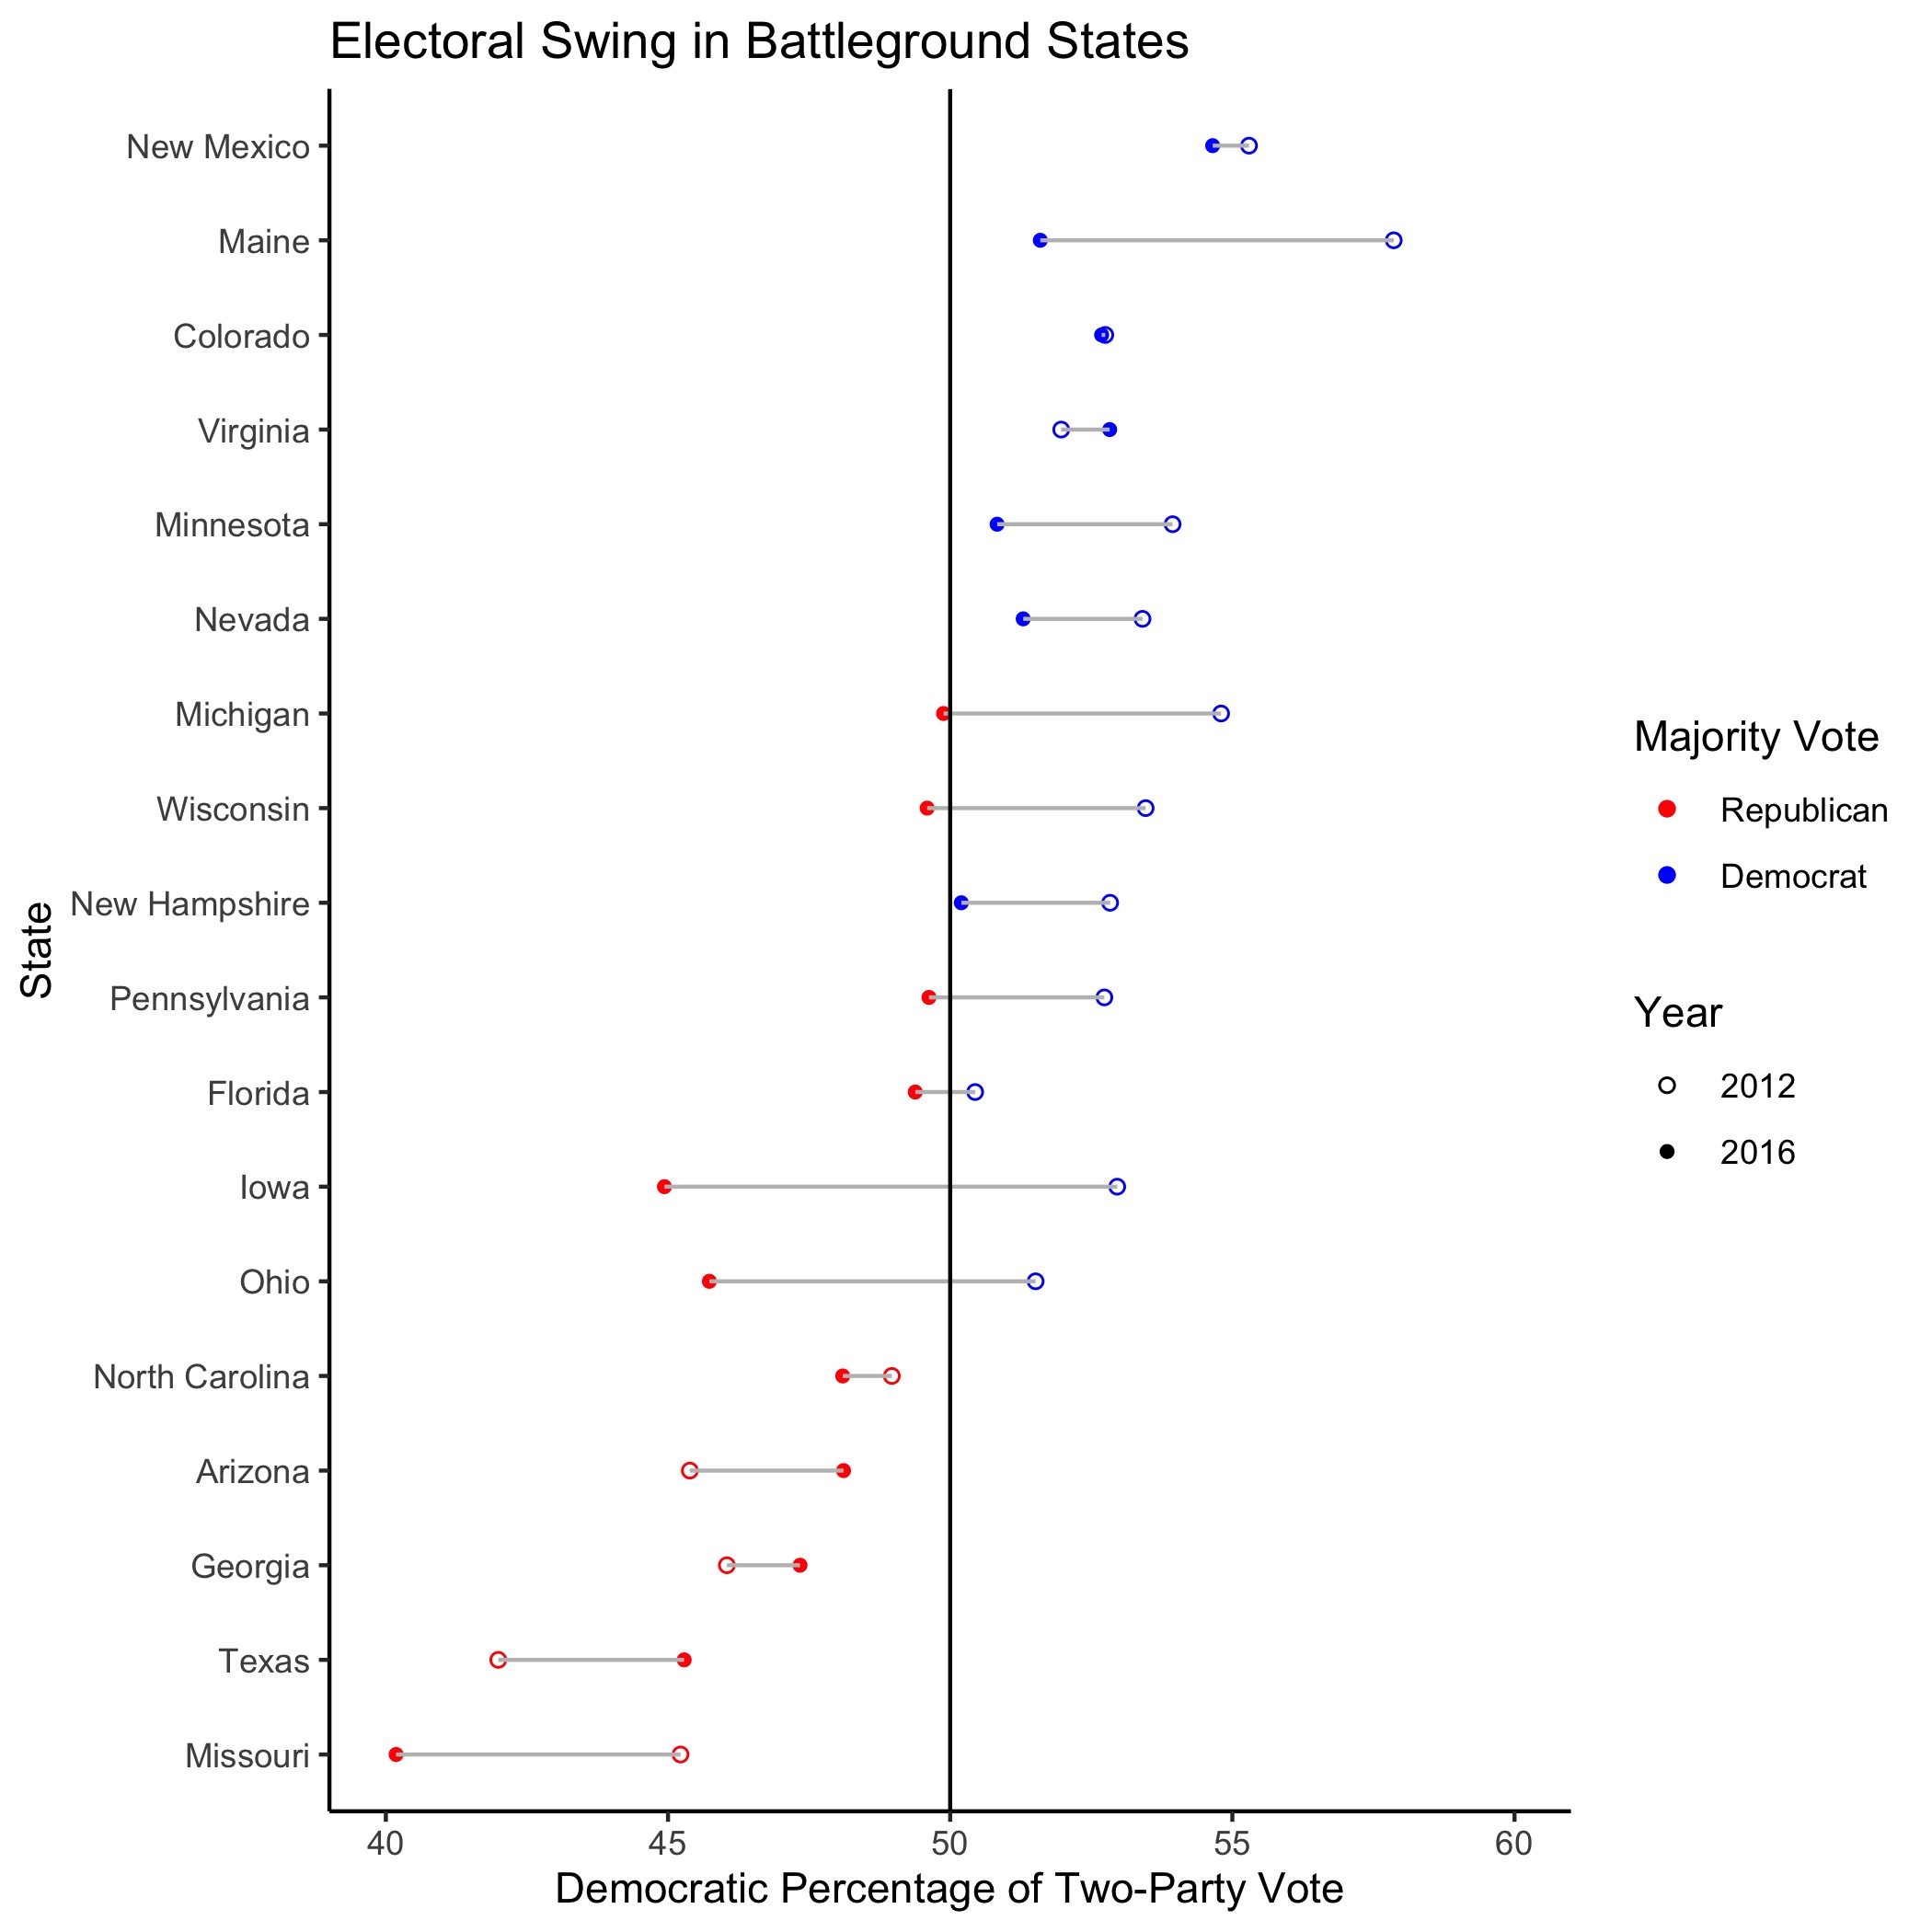 Electoral Swing in Battleground States
New Mexico
Maine
Colorado
Virginia
Minnesota
Nevada
Michigan
Wisconsin
New Hampshire
Pennsylvania
Florida
Iowa
Ohio
North Carolina
Arizona
Georgia
Texas
Missouri
State
40 45 50 55 60
Democratic Percentage of Two-Party Vote
Majority Vote
Republican
Democrat
Year
2012
2016